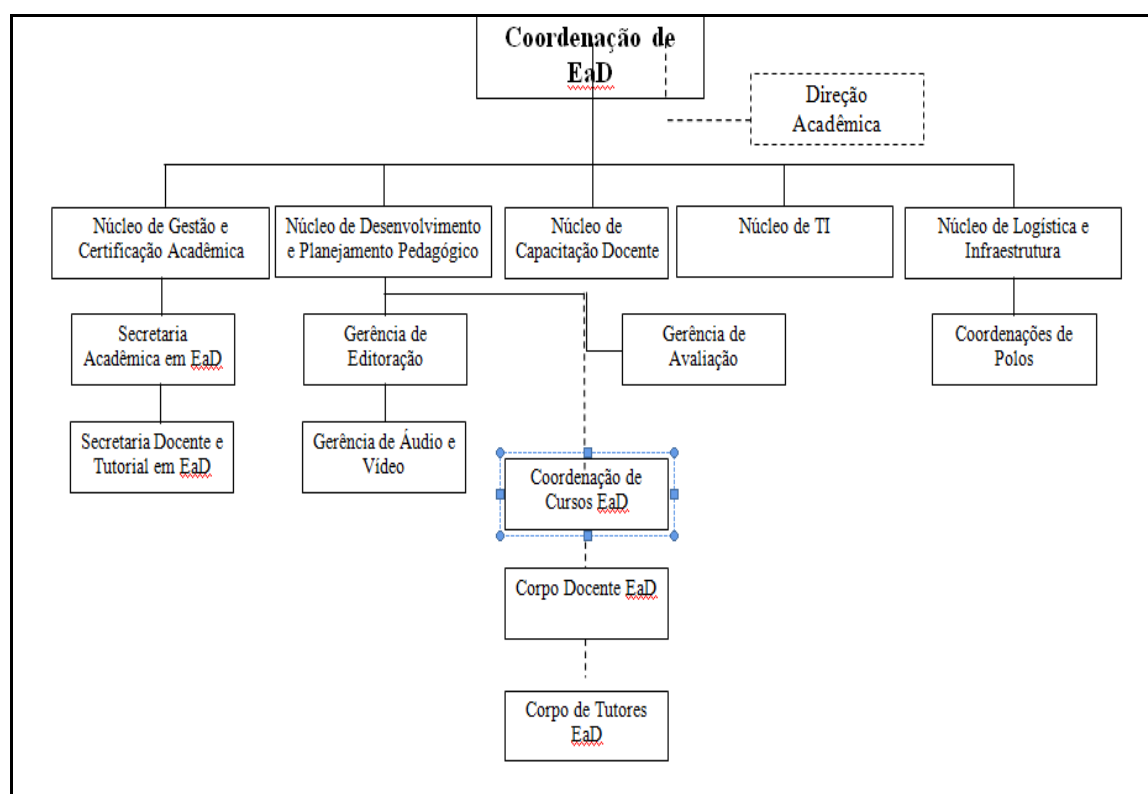 Coordenação de
EaD
Direção
Acadêmica
Núcleo de Gestão e
Certificação Acadêmica
Núcleo de Desenvolvimento
e Planejamento Pedagógico
Núcleo de
Capacitação Docente
Núcleo de TI
Núcleo de Logística e
Infraestrutura
Secretaria
Acadêmica em EaD
Gerência de
Editoração
Gerência de
Avaliação
Coordenações de
Polos
Secretaria Docente e
Tutorial em EaD
Gerência de Áudio e
Vídeo
Coordenação de
Cursos EaD
Corpo Docente EaD
Corpo de Tutores
EaD